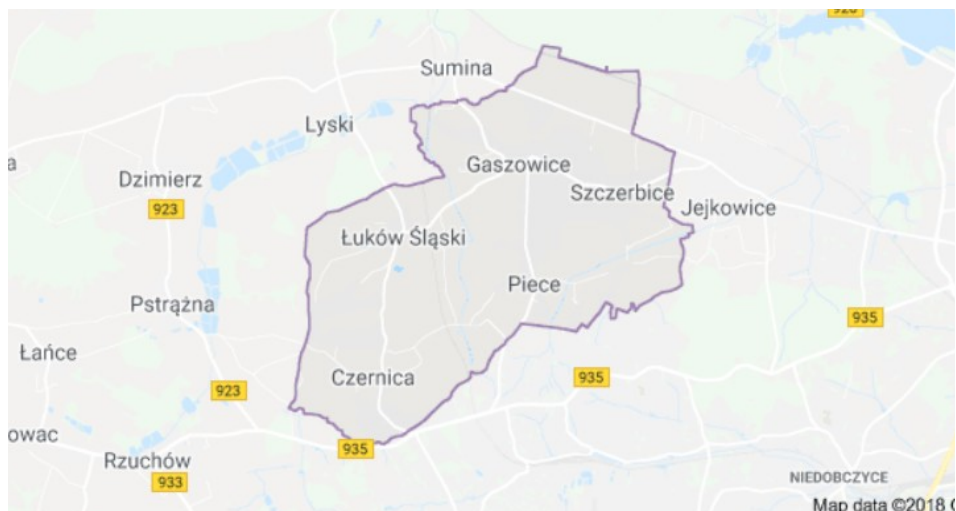 920
Sumina
Lyski
a
Gaszowice
Dzimierz
Szczerbice
923
Jejkowice
Łuków Śląski
Piece
Pstrążna
935
Łańce
Czernica
935
923
owac
935
Rzuchów
933
NIEDOBCZYCE
Map data ©2018 G